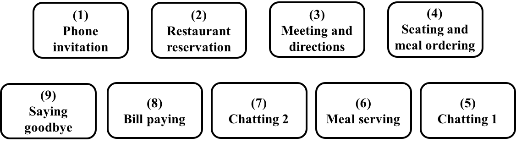 (1)
Phone
invitation
(2)
Restaurant
reservation
(3)
Meeting and
directions
(4)
Seating and
meal ordering
(9)
Saying
goodbye
(8)
Bill paying
(7)
Chatting 2
(6)
Meal serving
(5)
Chatting 1